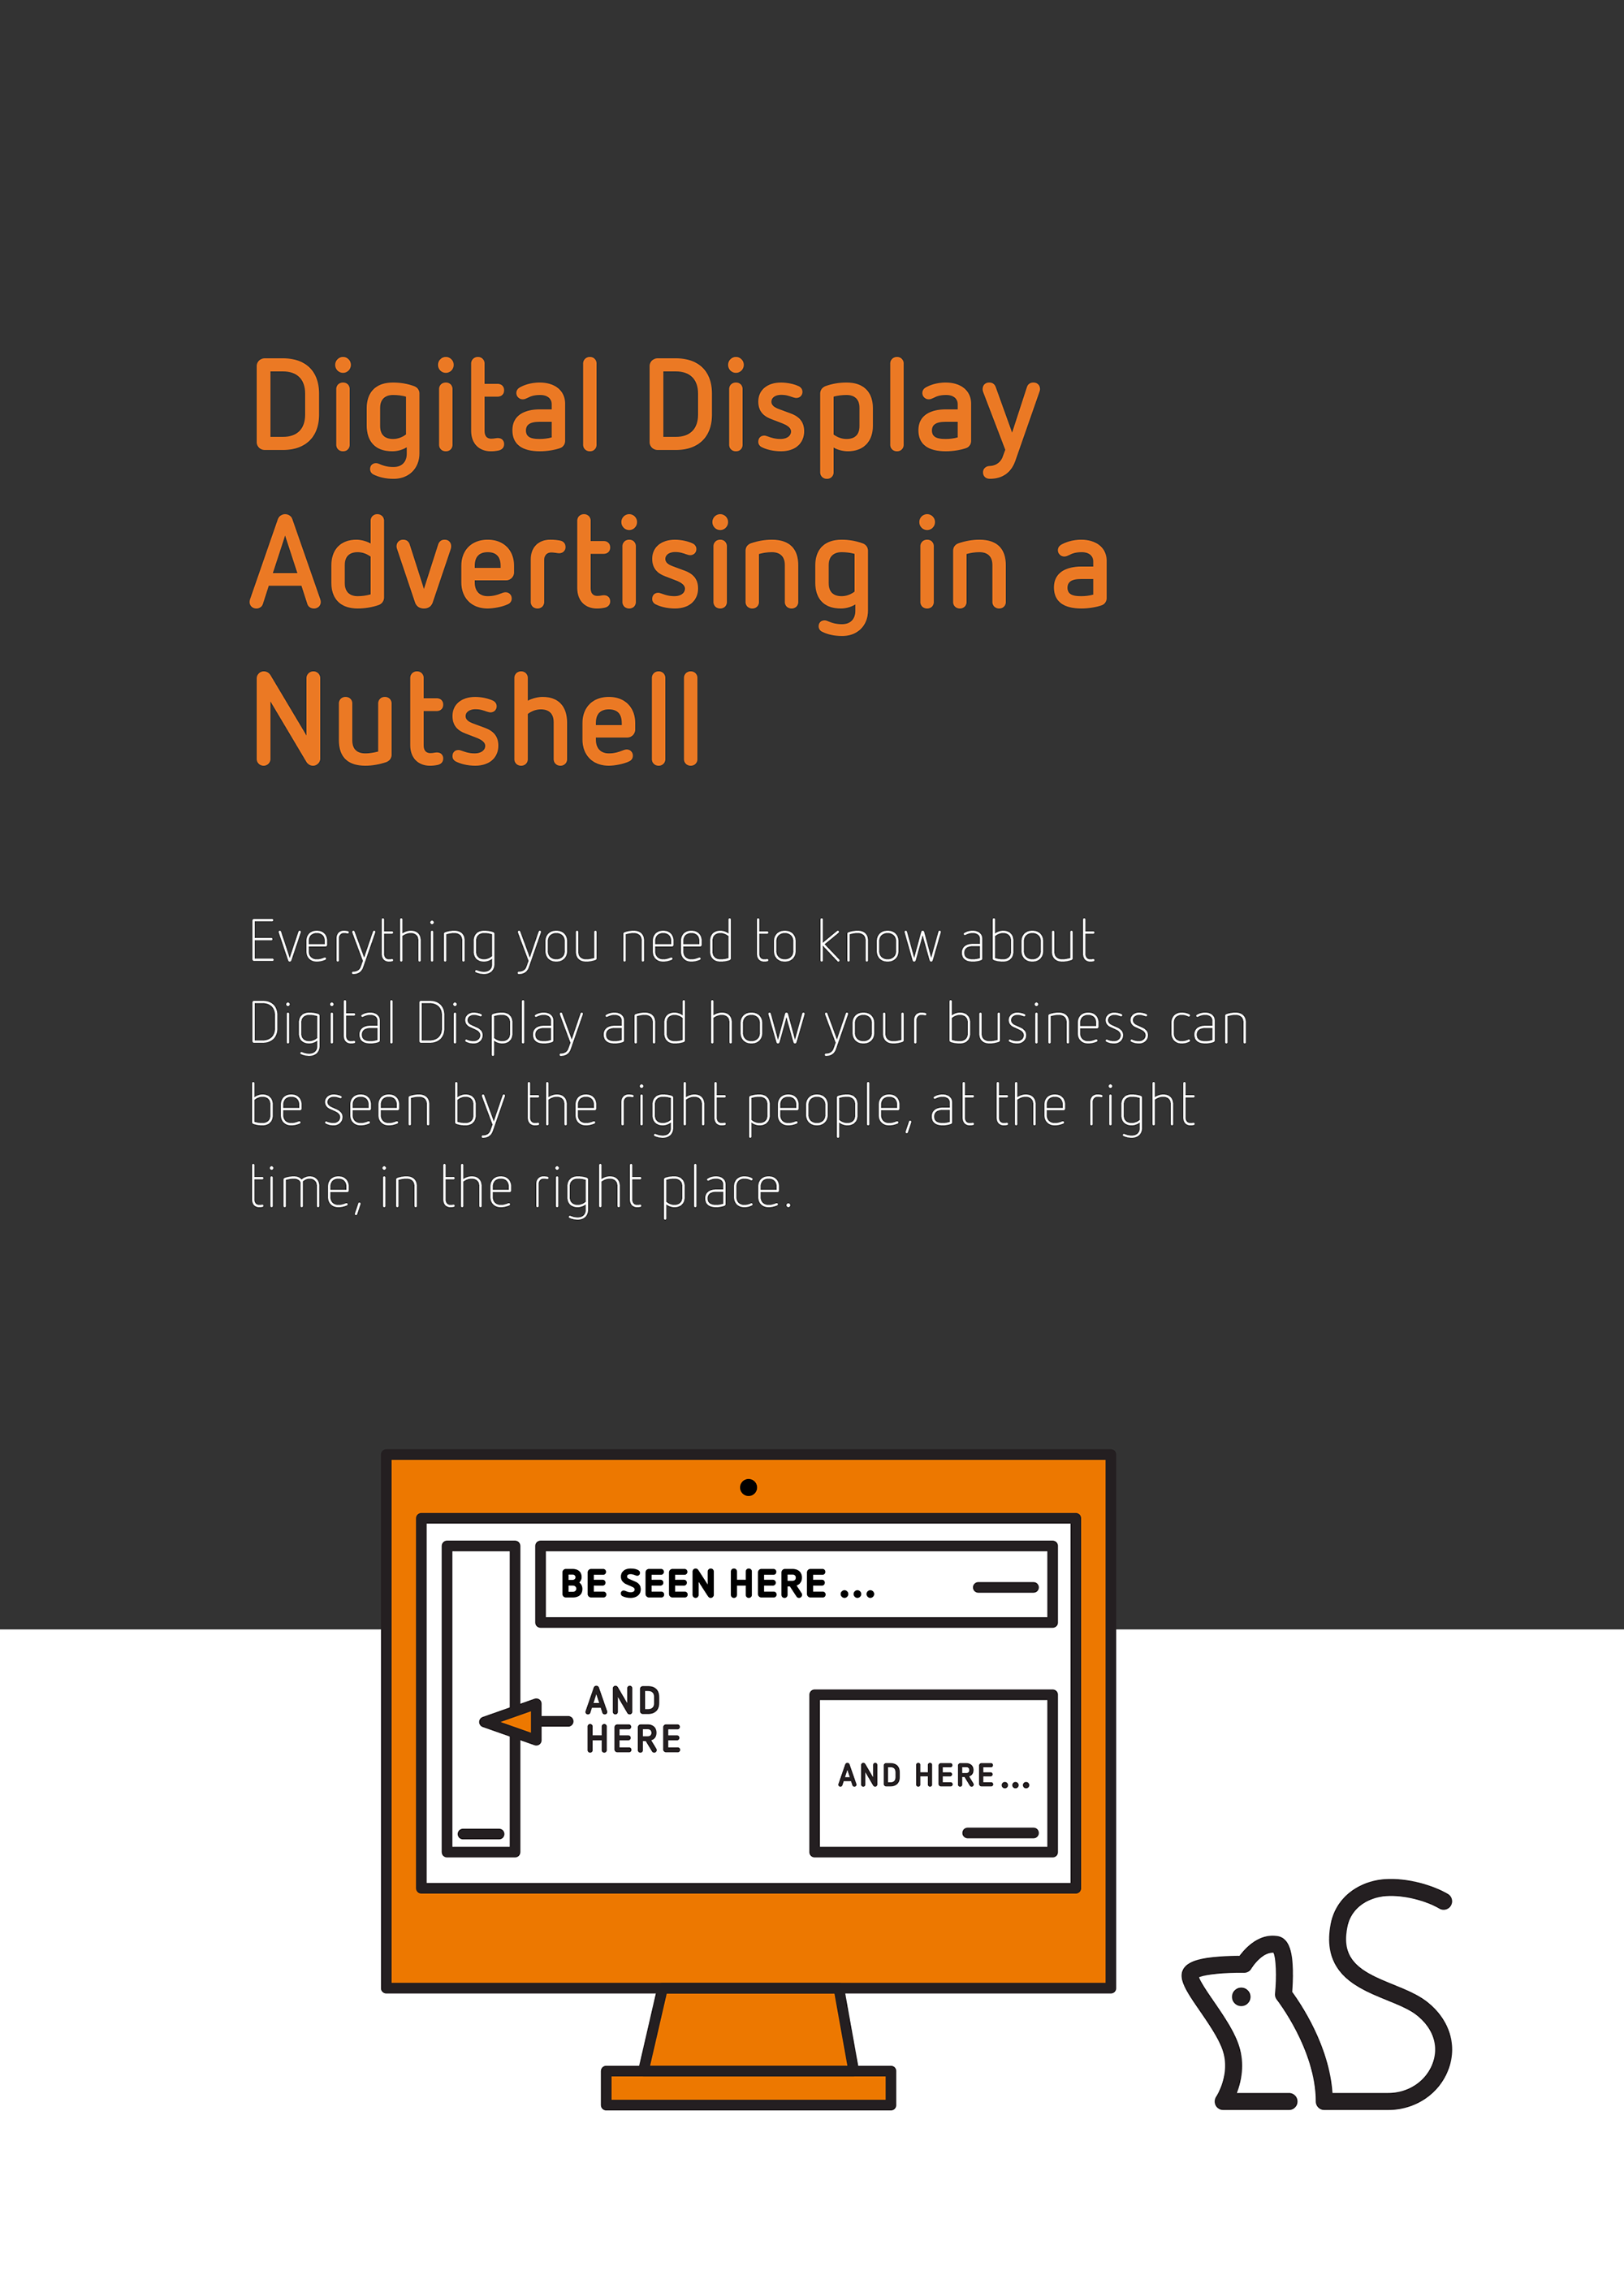 Digital Display
Advertising in a
Nutshell
Everything you need to know about
Digital Display and how your business can
be seen by the right people, at the right
time, in the right place.
BE SEEN HERE ...
AND
HERE
AND HERE...